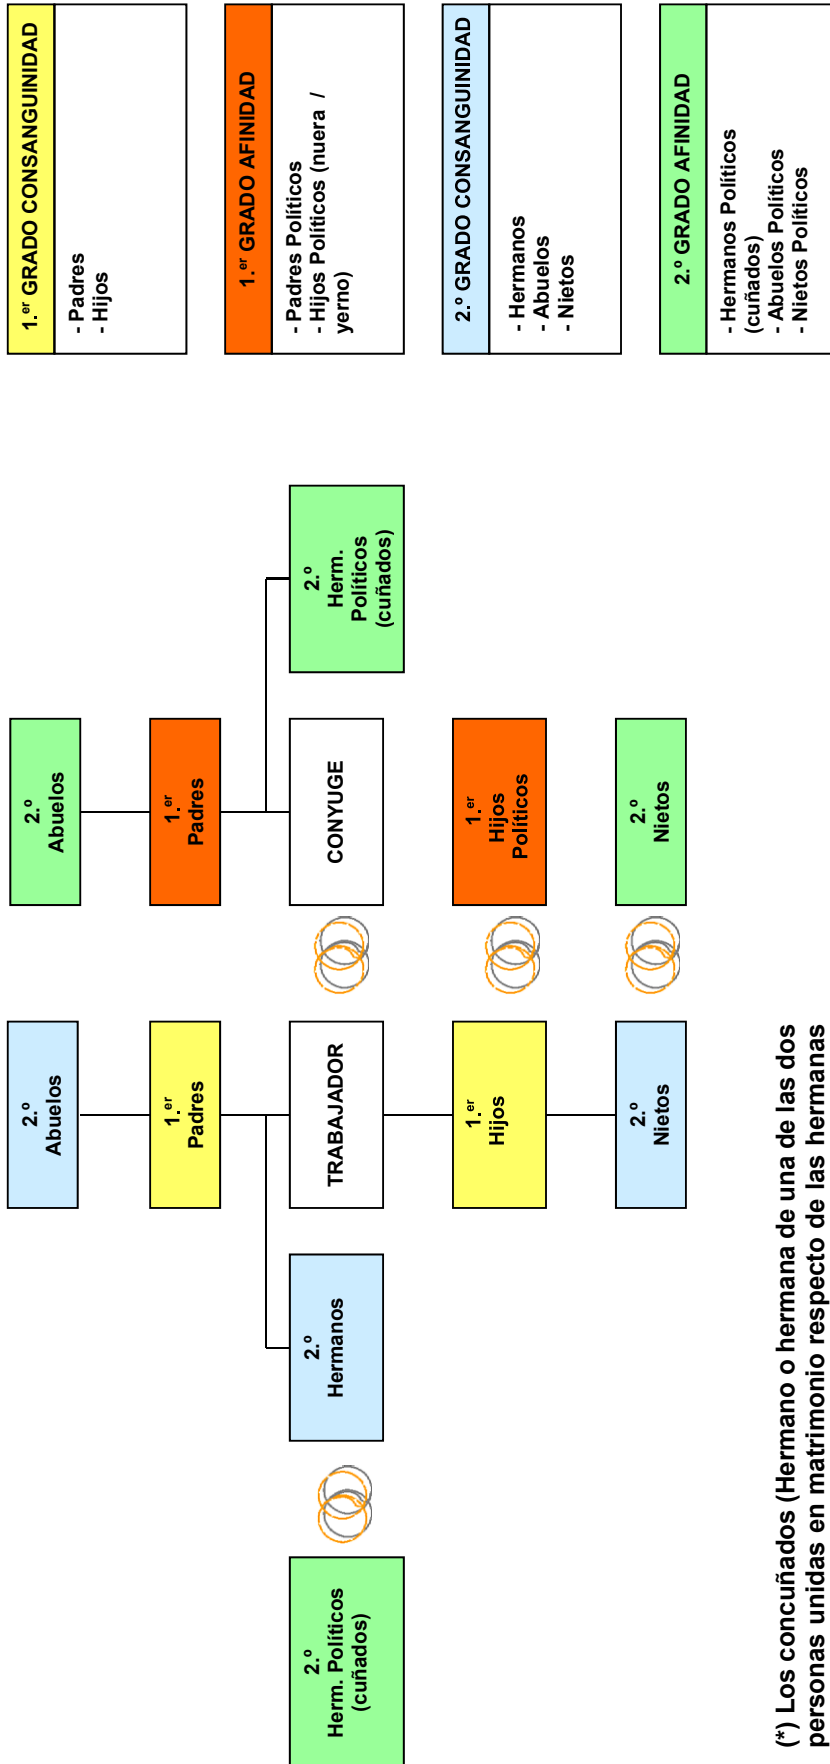 2.º
Abuelos
2.º
Abuelos
1.er
Padres
1.er
Padres
2.º
Herm. Políticos
(cuñados)
2.º
Hermanos
TRABAJADOR
CONYUGE
2.º
Herm.
Políticos
(cuñados)
1.er
Hijos
1.er
Hijos
Políticos
2.º
Nietos
2.º
Nietos
1.er GRADO CONSANGUINIDAD
- Padres
- Hijos
1.er GRADO AFINIDAD
- Padres Políticos
- Hijos Políticos (nuera /
yerno)
2.º GRADO CONSANGUINIDAD
- Hermanos
- Abuelos
- Nietos
2.º GRADO AFINIDAD
- Hermanos Políticos
(cuñados)
- Abuelos Políticos
- Nietos Políticos
(*) Los concuñados (Hermano o hermana de una de las dos
personas unidas en matrimonio respecto de las hermanas